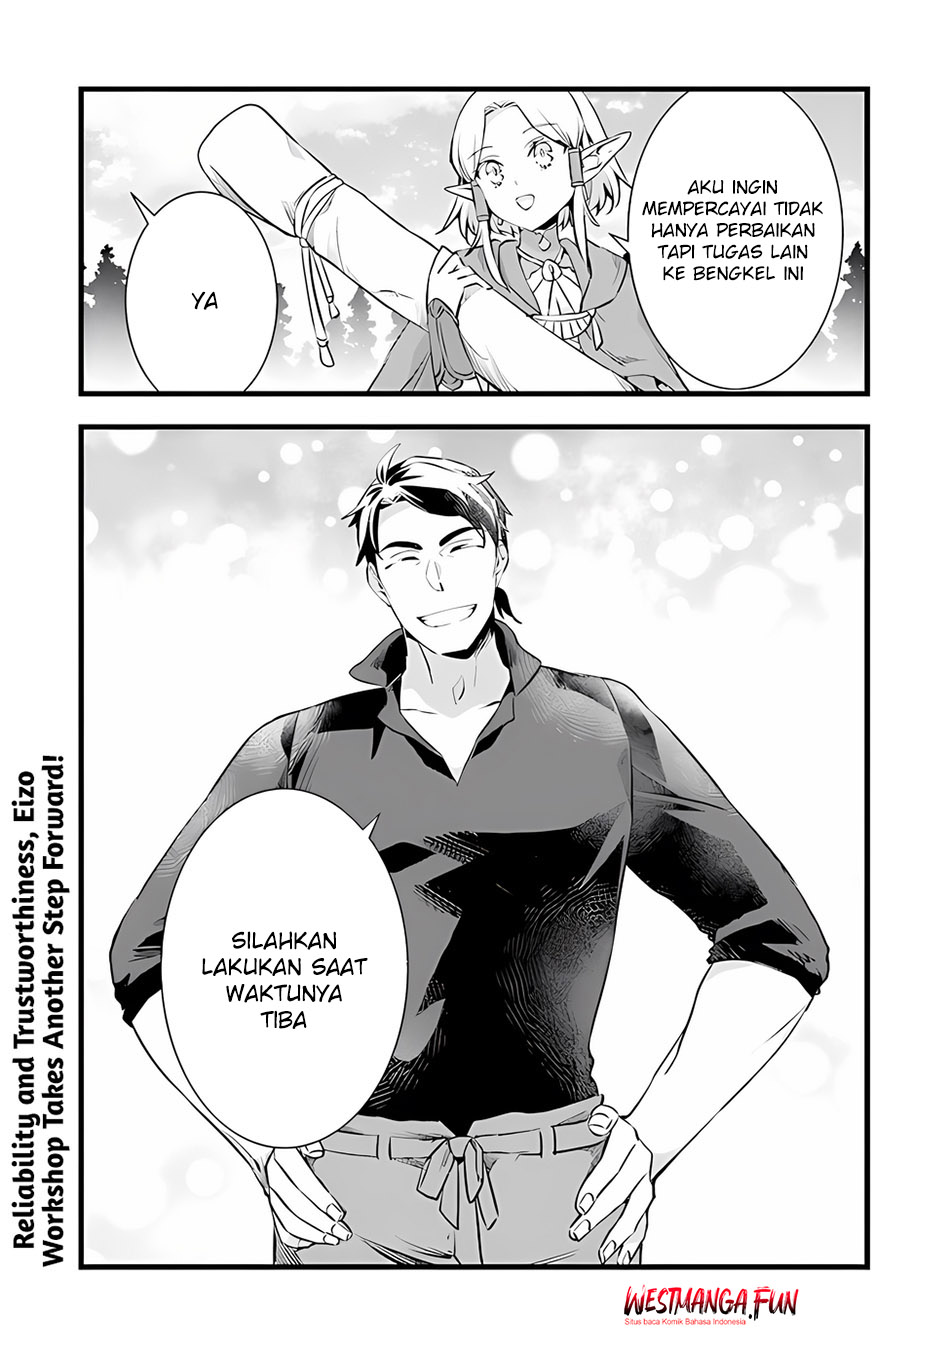 AKU INGIN
MEMPERCAYAI TIDAK
HANYA PERBAIKAN
TAPI TUGAS LAIN
KE BENGKEL INI
YA
SILAHKAN
LAKUKAN SAAT
WAKTUNYA
TIBA
Reliability and Trustworthiness, Eizo
Workshop Takes Another Step Forward!
WESTMANGA.FUN
Situs baca Komik Bahasa Indonesia